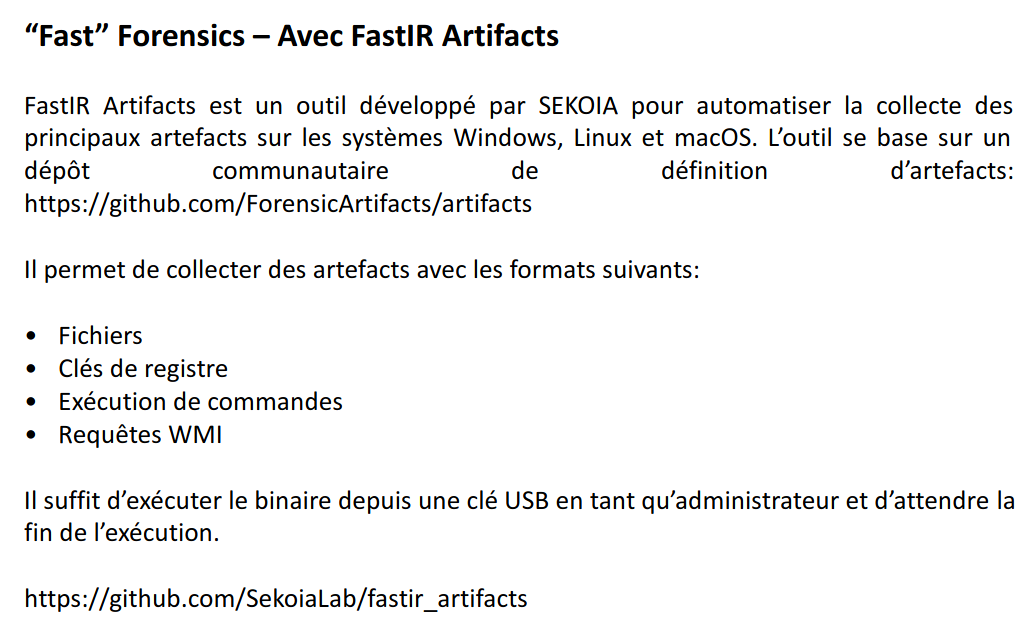 “Fast” Forensics – Avec FastIR Artifacts
FastIR Artifacts est un outil développé par SEKOIA pour automatiser la collecte des
principaux artefacts sur les systèmes Windows, Linux et macOS. L’outil se base sur un
dépôt communautaire de définition d’artefacts:
https://github.com/ForensicArtifacts/artifacts
Il permet de collecter des artefacts avec les formats suivants:
• Fichiers
• Clés de registre
• Exécution de commandes
• Requêtes WMI
Il suffit d’exécuter le binaire depuis une clé USB en tant qu’administrateur et d’attendre la
fin de l’exécution.
https://github.com/SekoiaLab/fastir_artifacts